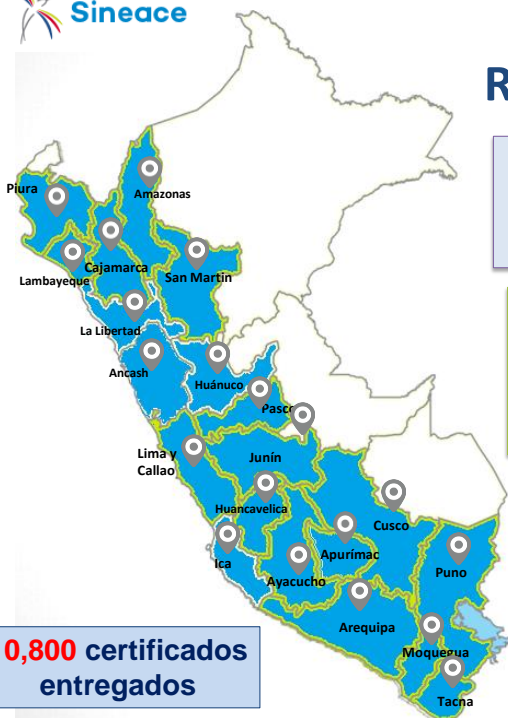 Sineace
R
Piura
Amazonas
Cajamarca
San Martín
Lambayeque
La Libertad
Ancash
Huánuco
Pasco
Lima y
Callao
Junín
Huancavelica
Cusco
Ica
Apurímac
Ayacucho
Puno
Arequipa
Moquegua
Tacna
0,800 certificados
entregados